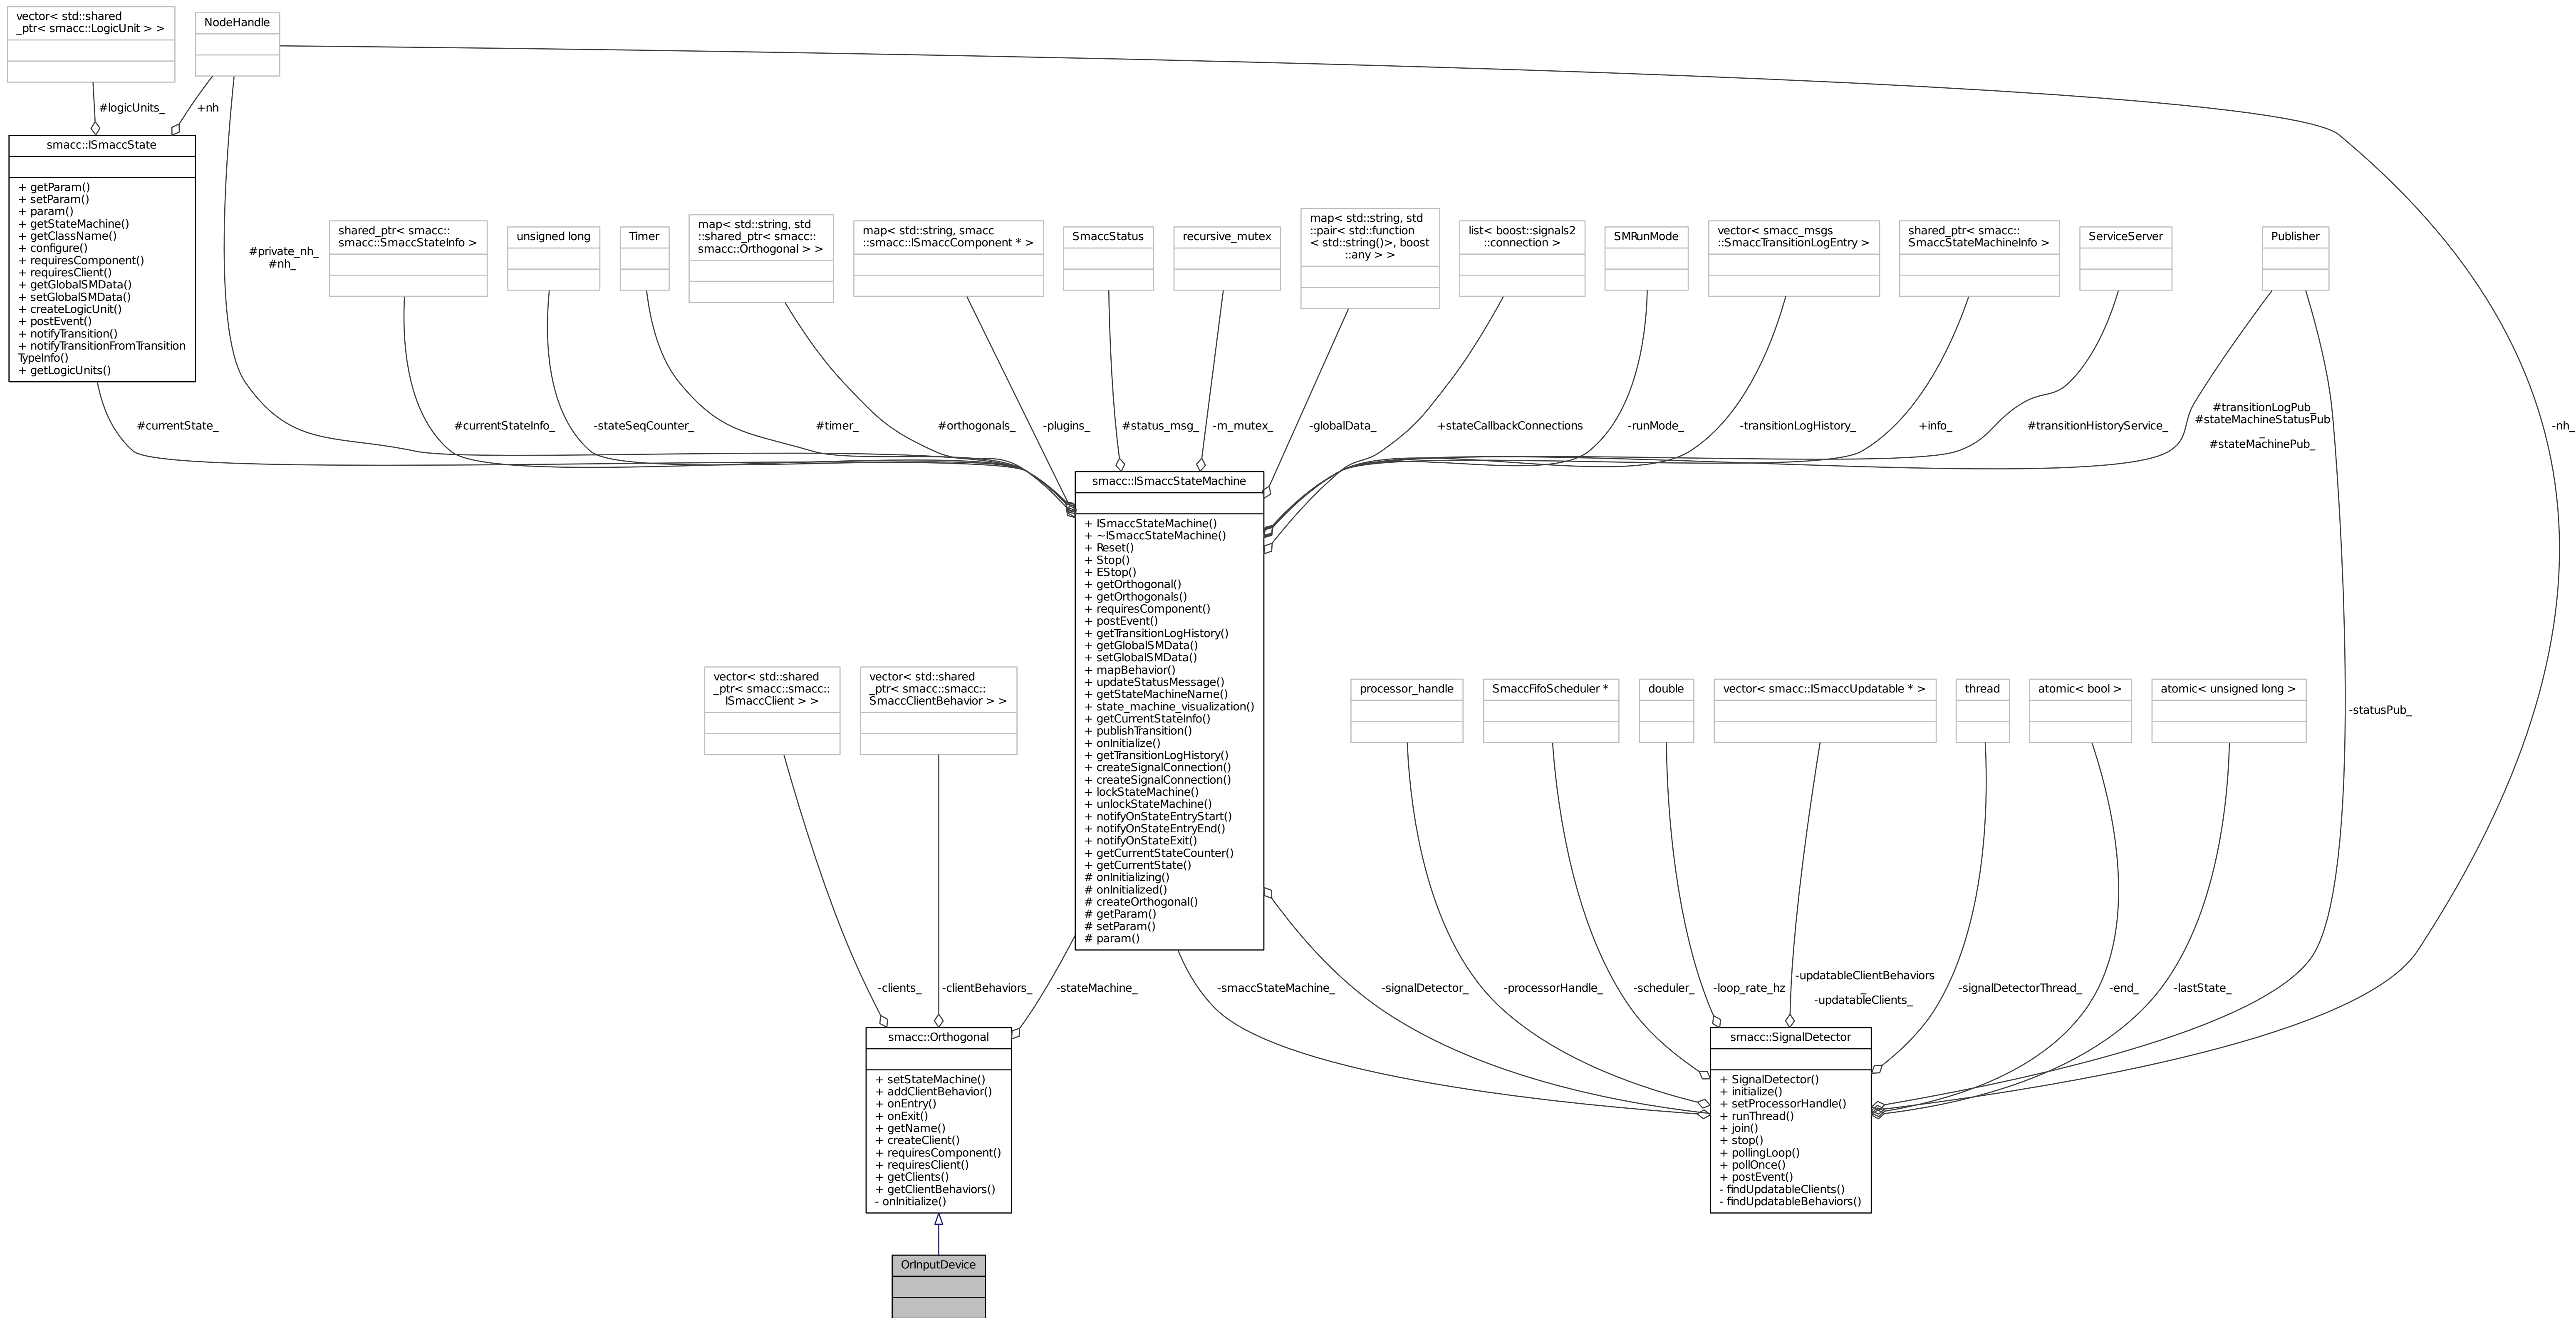 vector< std::shared
_ptr< smacc::LogicUnit > >
NodeHandle
#logicUnits_
+nh
smacc::ISmaccState
+ getParam()
+ setParam()
+ param()
+ getStateMachine()
+ getClassName()
+ configure()
+ requiresComponent()
+ requiresClient()
+ getGlobalSMData()
+ setGlobalSMData()
+ createLogicUnit()
+ postEvent()
+ notifyTransition()
+ notifyTransitionFromTransition
TypeInfo()
+ getLogicUnits()
#private_nh_
#nh_
shared_ptr< smacc::
smacc::SmaccStateInfo >
unsigned long
Timer
map< std::string, std
::shared_ptr< smacc::
smacc::Orthogonal > >
map< std::string, smacc
::smacc::ISmaccComponent * >
SmaccStatus
recursive_mutex
map< std::string, std
::pair< std::function
< std::string()>, boost
::any > >
list< boost::signals2
::connection >
SMRunMode
vector< smacc_msgs
::SmaccTransitionLogEntry >
shared_ptr< smacc::
SmaccStateMachineInfo >
ServiceServer
Publisher
#currentState_
#currentStateInfo_
-stateSeqCounter_
#timer_
#orthogonals_
-plugins_
#status_msg_
-m_mutex_
-globalData_
+stateCallbackConnections
-runMode_
-transitionLogHistory_
+info_
#transitionHistoryService_
#transitionLogPub_
#stateMachineStatusPub
_
#stateMachinePub_
-nh_
smacc::ISmaccStateMachine
+ ISmaccStateMachine()
+ ~ISmaccStateMachine()
+ Reset()
+ Stop()
+ EStop()
+ getOrthogonal()
+ getOrthogonals()
+ requiresComponent()
+ postEvent()
+ getTransitionLogHistory()
+ getGlobalSMData()
+ setGlobalSMData()
+ mapBehavior()
+ updateStatusMessage()
+ getStateMachineName()
+ state_machine_visualization()
+ getCurrentStateInfo()
+ publishTransition()
+ onInitialize()
+ getTransitionLogHistory()
+ createSignalConnection()
+ createSignalConnection()
+ lockStateMachine()
+ unlockStateMachine()
+ notifyOnStateEntryStart()
+ notifyOnStateEntryEnd()
+ notifyOnStateExit()
+ getCurrentStateCounter()
+ getCurrentState()
# onInitializing()
# onInitialized()
# createOrthogonal()
# getParam()
# setParam()
# param()
vector< std::shared
_ptr< smacc::smacc::
ISmaccClient > >
vector< std::shared
_ptr< smacc::smacc::
SmaccClientBehavior > >
processor_handle
SmaccFifoScheduler *
double
vector< smacc::ISmaccUpdatable * >
thread
atomic< bool >
atomic< unsigned long >
-statusPub_
-clients_
-clientBehaviors_
-stateMachine_
-smaccStateMachine_
-signalDetector_
-processorHandle_
-scheduler_
-loop_rate_hz
-updatableClientBehaviors
_
-updatableClients_
-signalDetectorThread_
-end_
-lastState_
smacc::Orthogonal
+ setStateMachine()
+ addClientBehavior()
+ onEntry()
+ onExit()
+ getName()
+ createClient()
+ requiresComponent()
+ requiresClient()
+ getClients()
+ getClientBehaviors()
- onInitialize()
smacc::SignalDetector
+ SignalDetector()
+ initialize()
+ setProcessorHandle()
+ runThread()
+ join()
+ stop()
+ pollingLoop()
+ pollOnce()
+ postEvent()
- findUpdatableClients()
- findUpdatableBehaviors()
OrInputDevice